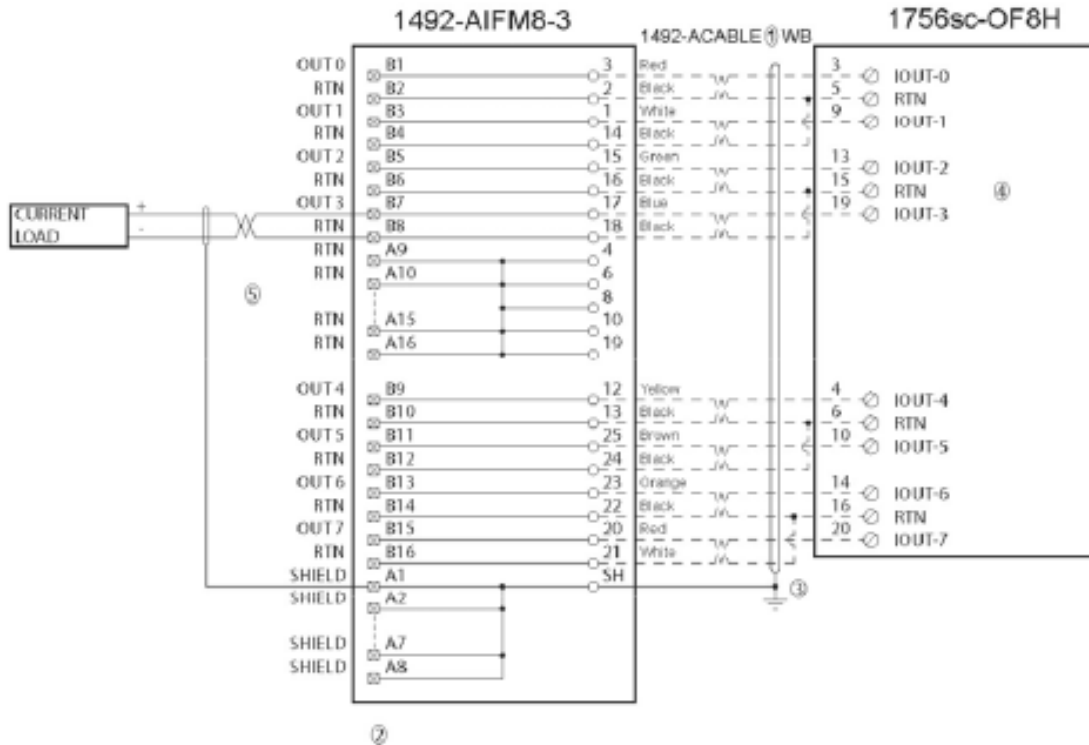 1492-AIFM8-3
1756sc-OF8H
1492-ACABLE ① WB
OUT 0 B1 3 Red 3 IOUT-0
RTN B2 2 Black 5 RTN
OUT 1 B3 1 White 9 IOUT-1
RTN B4 14 Black
OUT 2 B5 15 Green 13 IOUT-2
RTN B6 16 Black 15 RTN
OUT 3 B7 17 Blue 19 IOUT-3
RTN B8 18 Black
CURRENT
LOAD
+
-
④
RTN A9 4
RTN A10 6
⑤
8
RTN A15 10
RTN A16 19
OUT 4 B9 12 Yellow 4 IOUT-4
RTN B10 13 Black 6 RTN
OUT 5 B11 25 Brown 10 IOUT-5
RTN B12 24 Black
OUT 6 B13 23 Orange 14 IOUT-6
RTN B14 22 Black 16 RTN
OUT 7 B15 20 Red 20 IOUT-7
RTN B16 21 White
SHIELD A1 SH
③
SHIELD A2
SHIELD A7
SHIELD A8
②